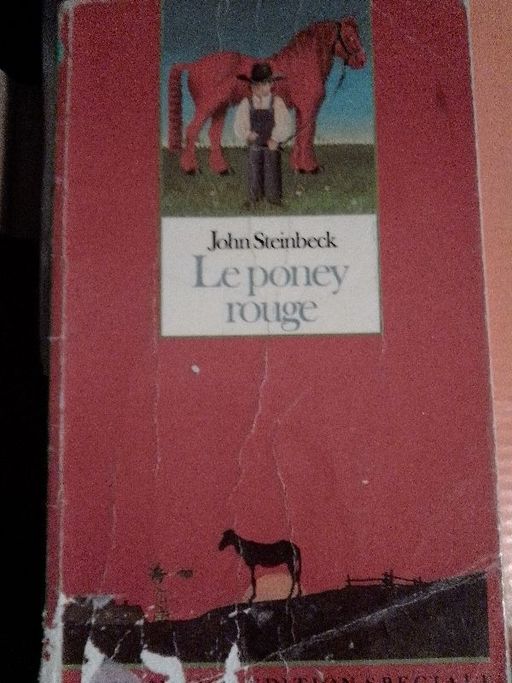 John Steinbeck
Le poney
rouge